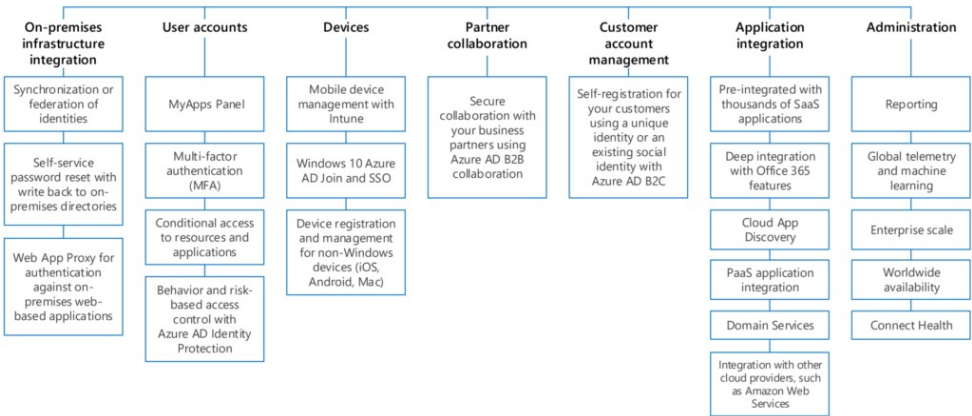 On-premises
infrastructure
integration
Synchronization or
federation of
identities
Self-service
password reset with
write back to on-
premises directories
Web App Proxy for
authentication
against on-
premises web-
based applications
User accounts
MyApps Panel
Multi-factor
authentication
(MFA)
Conditional access
to resources and
applications
Behavior and risk-
based access
control with
Azure AD Identity
Protection
Devices
Mobile device
management with
Intune
Windows 10 Azure
AD Join and SSO
Device registration
and management
for non-Windows
devices (iOS,
Android, Mac)
Partner
collaboration
Secure
collaboration with
your business
partners using
Azure AD B2B
collaboration
Customer
account
management
Self-registration for
your customers
using a unique
identity or an
existing social
identity with
Azure AD B2C
Application
integration
Pre-integrated with
thousands of SaaS
applications
Deep integration
with Office 365
features
Cloud App
Discovery
PaaS application
integration
Domain Services
Integration with other
cloud providers, such
as Amazon Web
Services
Administration
Reporting
Global telemetry
and machine
learning
Enterprise scale
Worldwide
availability
Connect Health